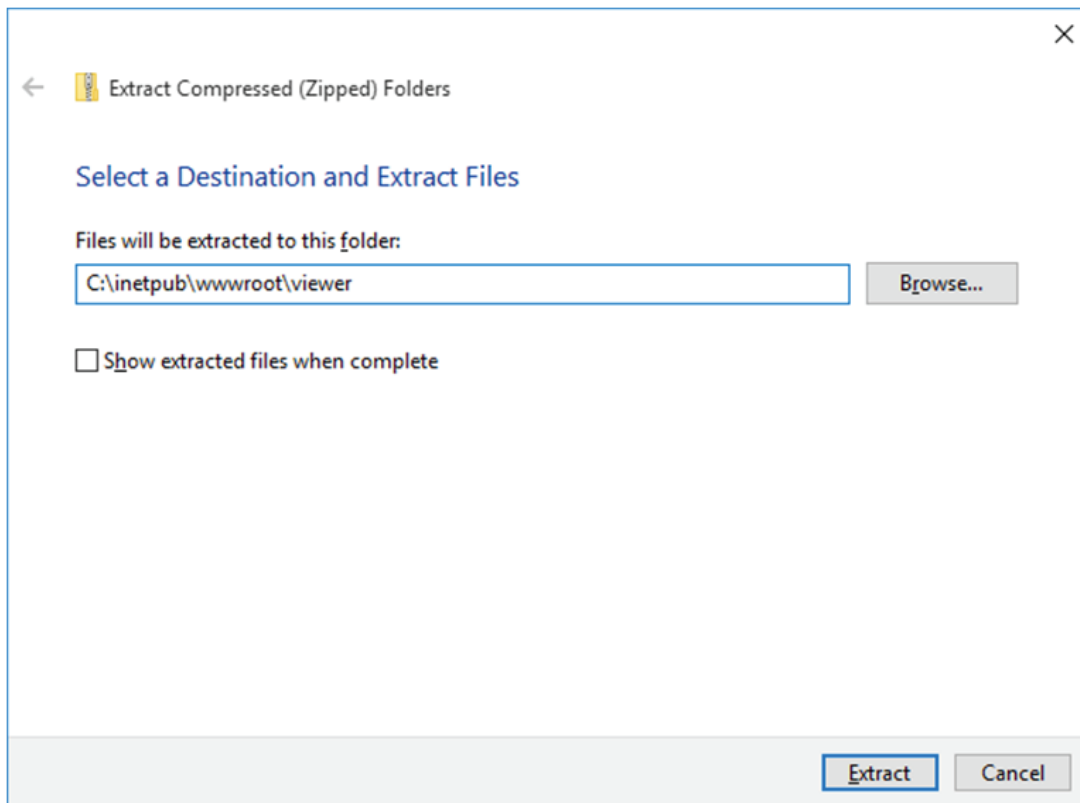 Extract Compressed (Zipped) Folders
Select a Destination and Extract Files
Files will be extracted to this folder:
C:\inetpub\wwwroot\viewer
Browse...
Show extracted files when complete
Extract
Cancel